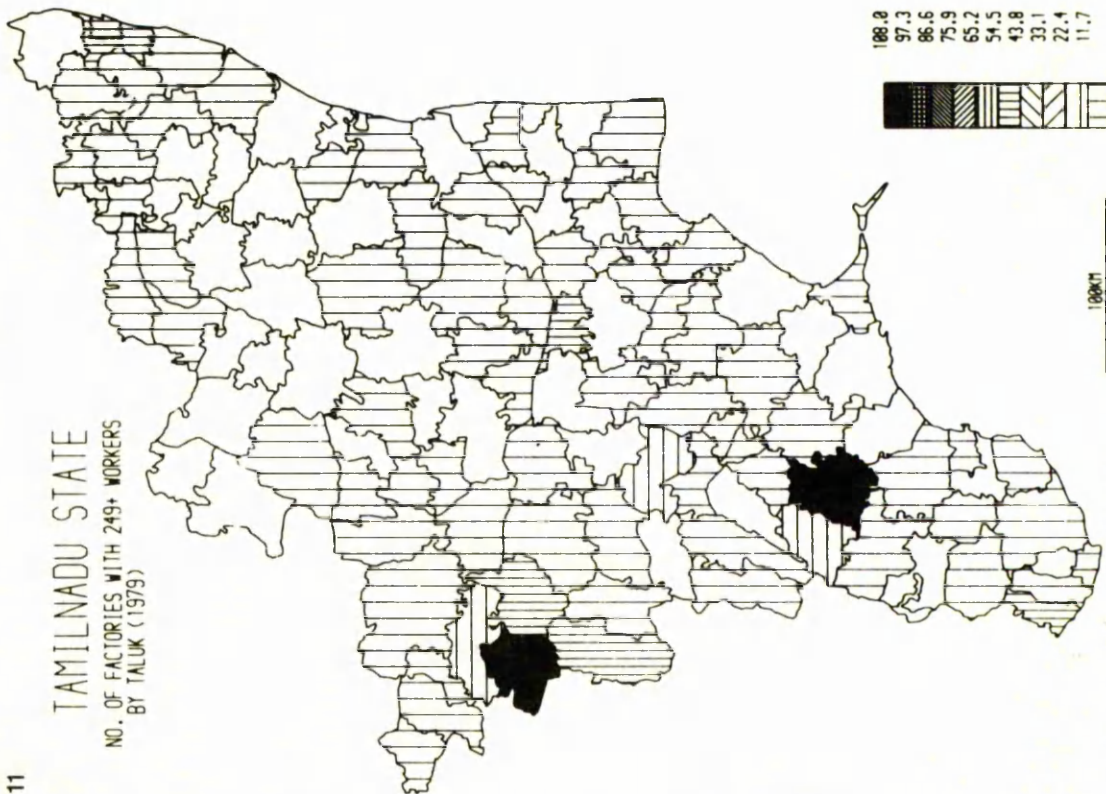 11
TAMILNADU STATE
NO. OF FACTORIES WITH 249+ WORKERS
BY TALUK (1979)
108.0
97.3
86.6
75.9
65.2
54.5
43.8
33.1
22.4
11.7
100KM